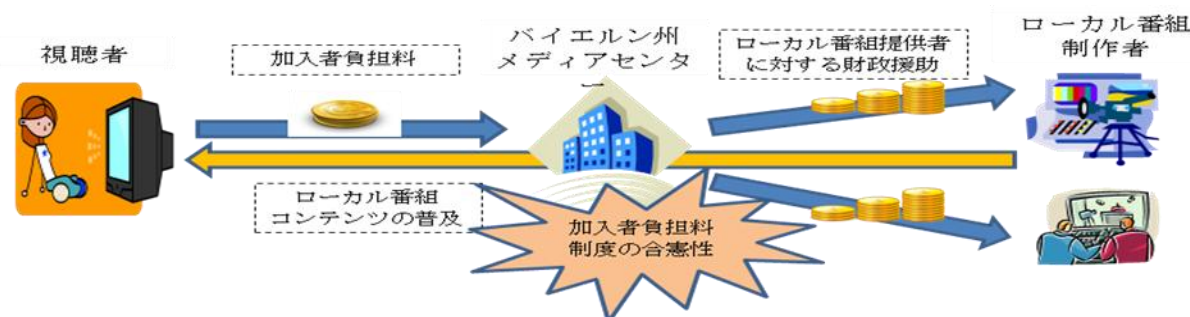 視聴者
加入者負担料
バイエルン州
メディアセンタ
ー
ローカル番組提供者
に対する財政援助
ローカル番組
制作者
ローカル番組
コンテンツの普及
加入者負担料
制度の合憲性